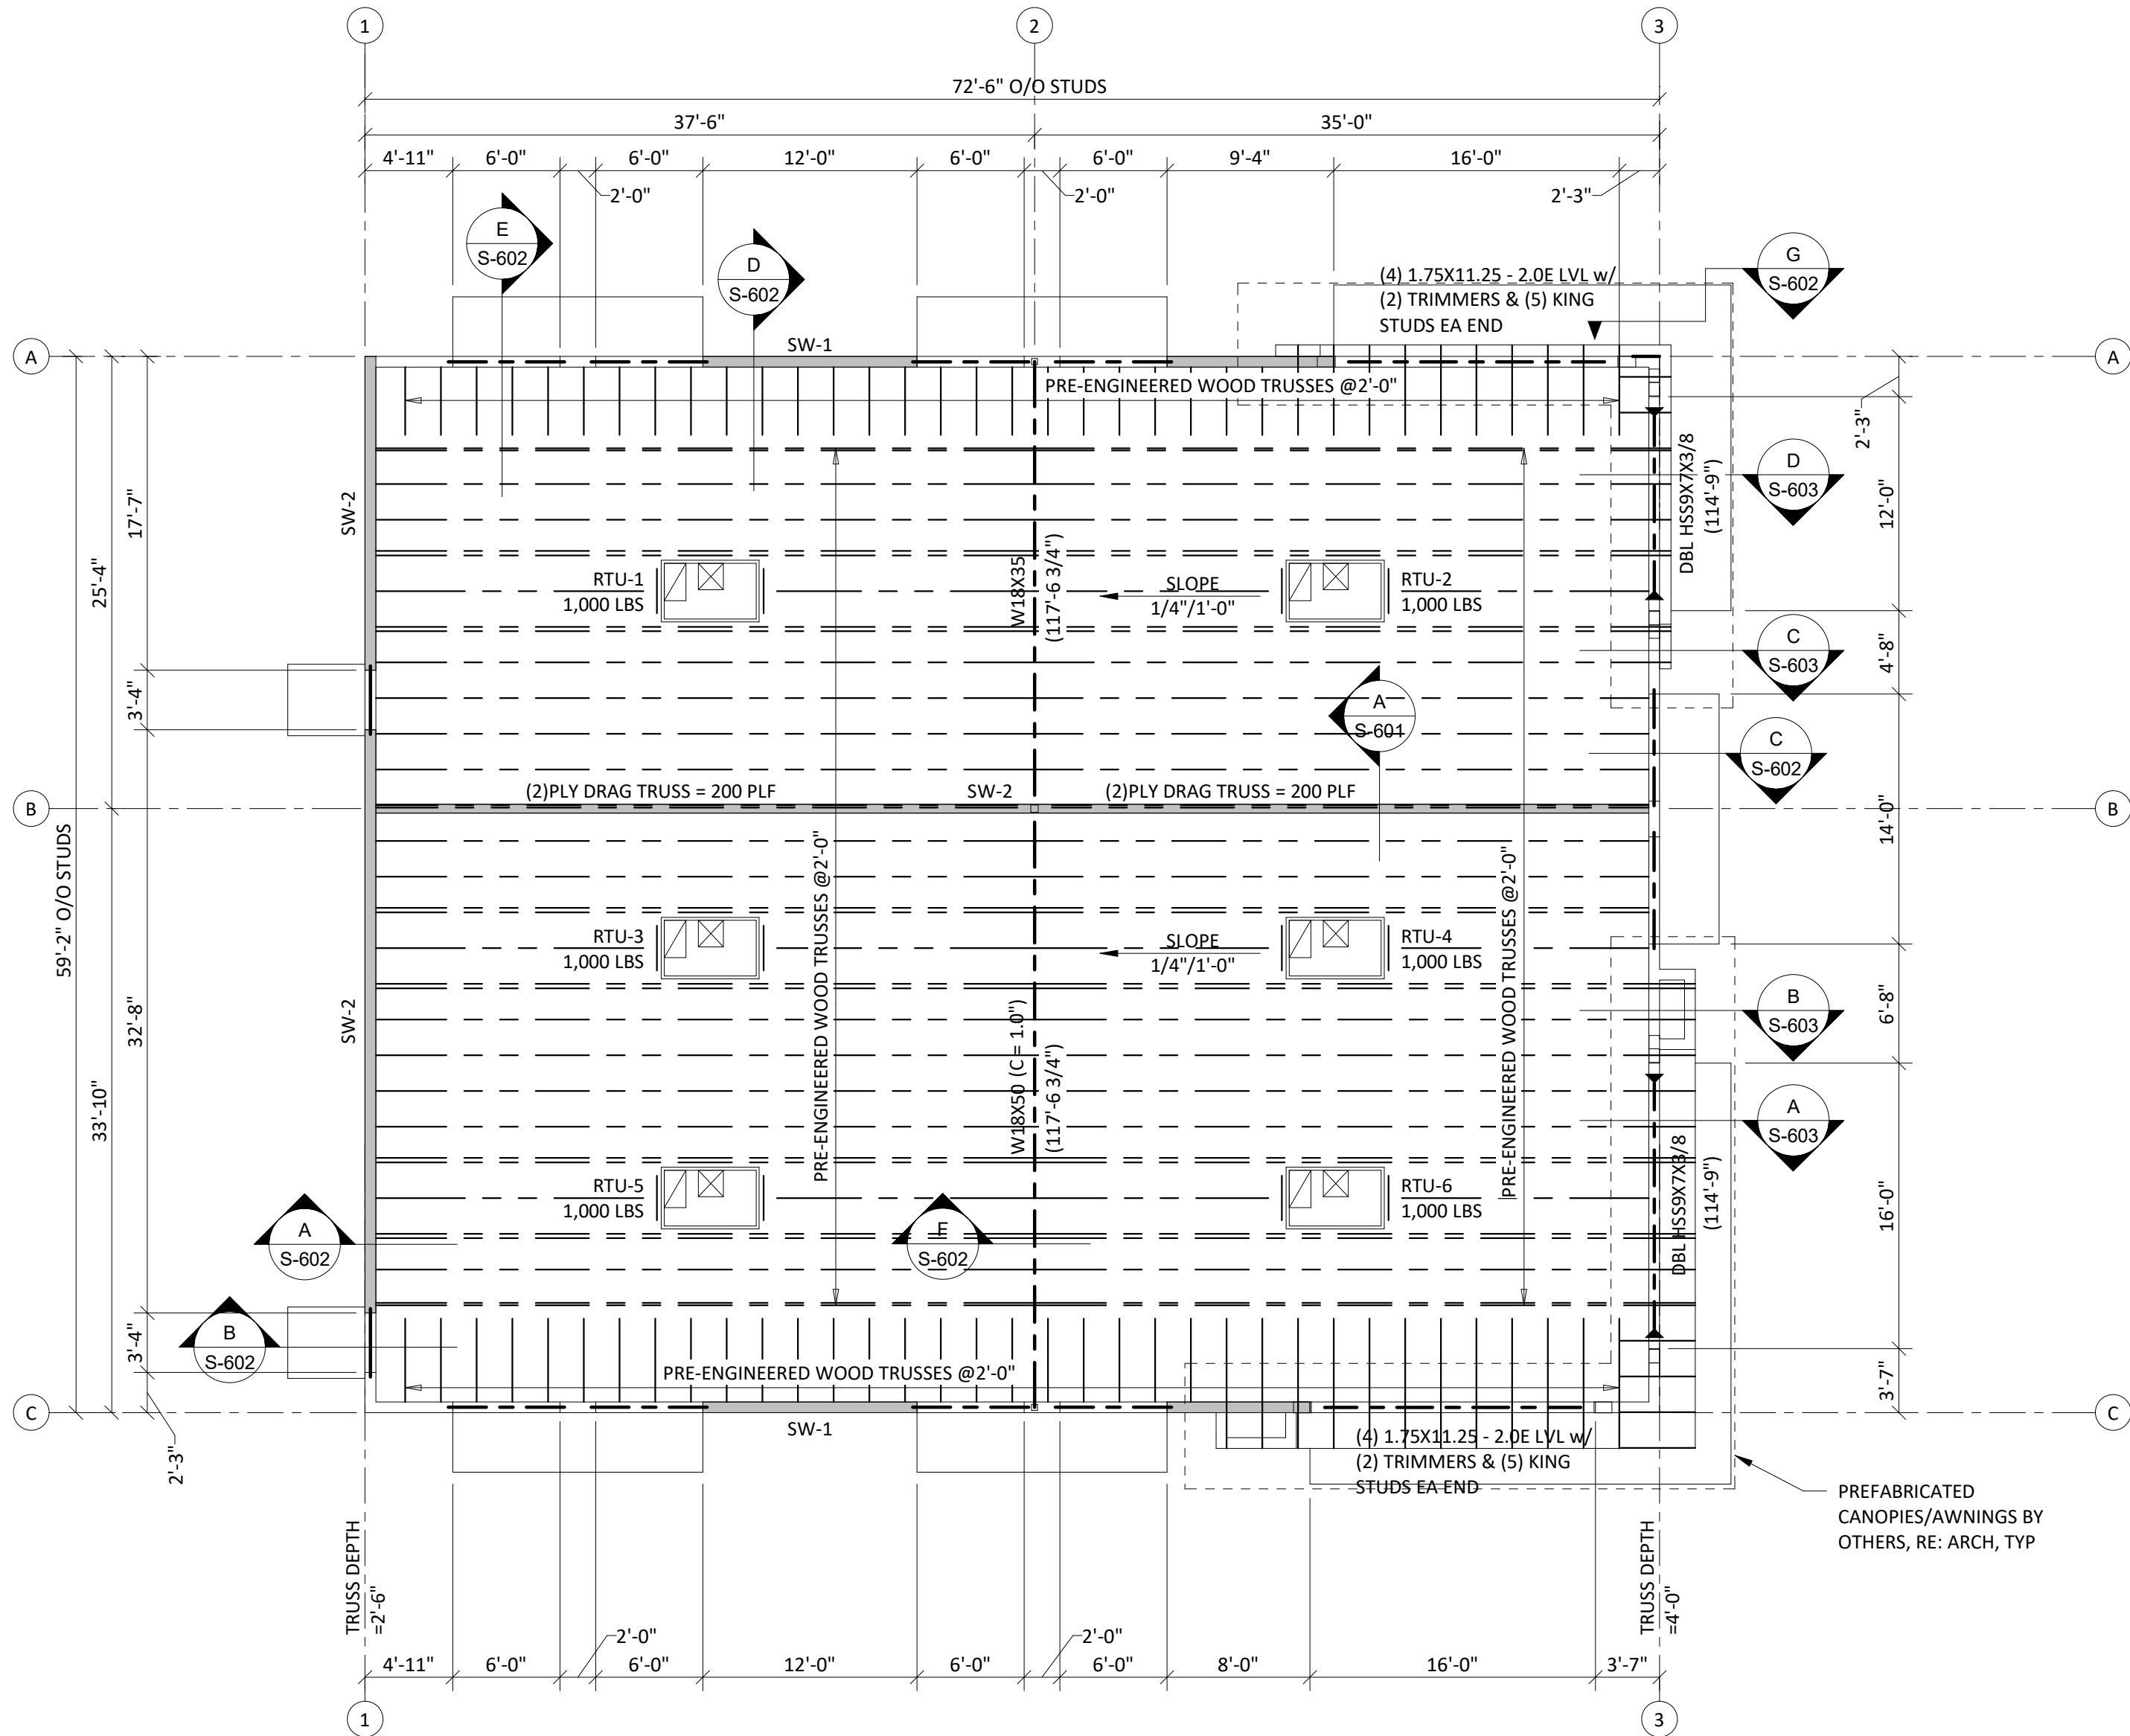 1
2
3
72'-6" O/O STUDS
37'-6"
35'-0"
4'-11"
6'-0"
6'-0"
12'-0"
6'-0"
6'-0"
9'-4"
16'-0"
2'-0"
2'-0"
2'-3"
E
S-602
D
S-602
G
S-602
(4) 1.75X11.25 - 2.0E LVL w/
(2) TRIMMERS & (5) KING
STUDS EA END
A
A
SW-1
PRE-ENGINEERED WOOD TRUSSES @2'-0"
2'-3"
D
S-603
DBL HSS9X7X3/8
(114'-9")
12'-0"
17'-7"
25'-4"
SW-2
RTU-1
1,000 LBS
W18X35
(117'-6 3/4")
SLOPE
1/4"/1'-0"
RTU-2
1,000 LBS
C
S-603
4'-8"
3'-4"
A
S-601
C
S-602
(2)PLY DRAG TRUSS = 200 PLF
SW-2
(2)PLY DRAG TRUSS = 200 PLF
B
B
14'-0"
59'-2" O/O STUDS
PRE-ENGINEERED WOOD TRUSSES @2'-0"
PRE-ENGINEERED WOOD TRUSSES @2'-0"
RTU-3
1,000 LBS
SLOPE
1/4"/1'-0"
RTU-4
1,000 LBS
SW-2
32'-8"
33'-10"
W18X50 (C = 1.0")
(117'-6 3/4")
B
S-603
6'-8"
A
S-603
DBL HSS9X7X3/8
(114'-9")
16'-0"
RTU-5
1,000 LBS
RTU-6
1,000 LBS
A
S-602
F
S-602
B
S-602
3'-4"
PRE-ENGINEERED WOOD TRUSSES @2'-0"
3'-7"
C
C
SW-1
2'-3"
(4) 1.75X11.25 - 2.0E LVL w/
(2) TRIMMERS & (5) KING
STUDS EA END
PREFABRICATED
CANOPIES/AWNINGS BY
OTHERS, RE: ARCH, TYP
TRUSS DEPTH
=2'-6"
TRUSS DEPTH
=4'-0"
2'-0"
2'-0"
4'-11"
6'-0"
6'-0"
12'-0"
6'-0"
6'-0"
8'-0"
16'-0"
3'-7"
1
3